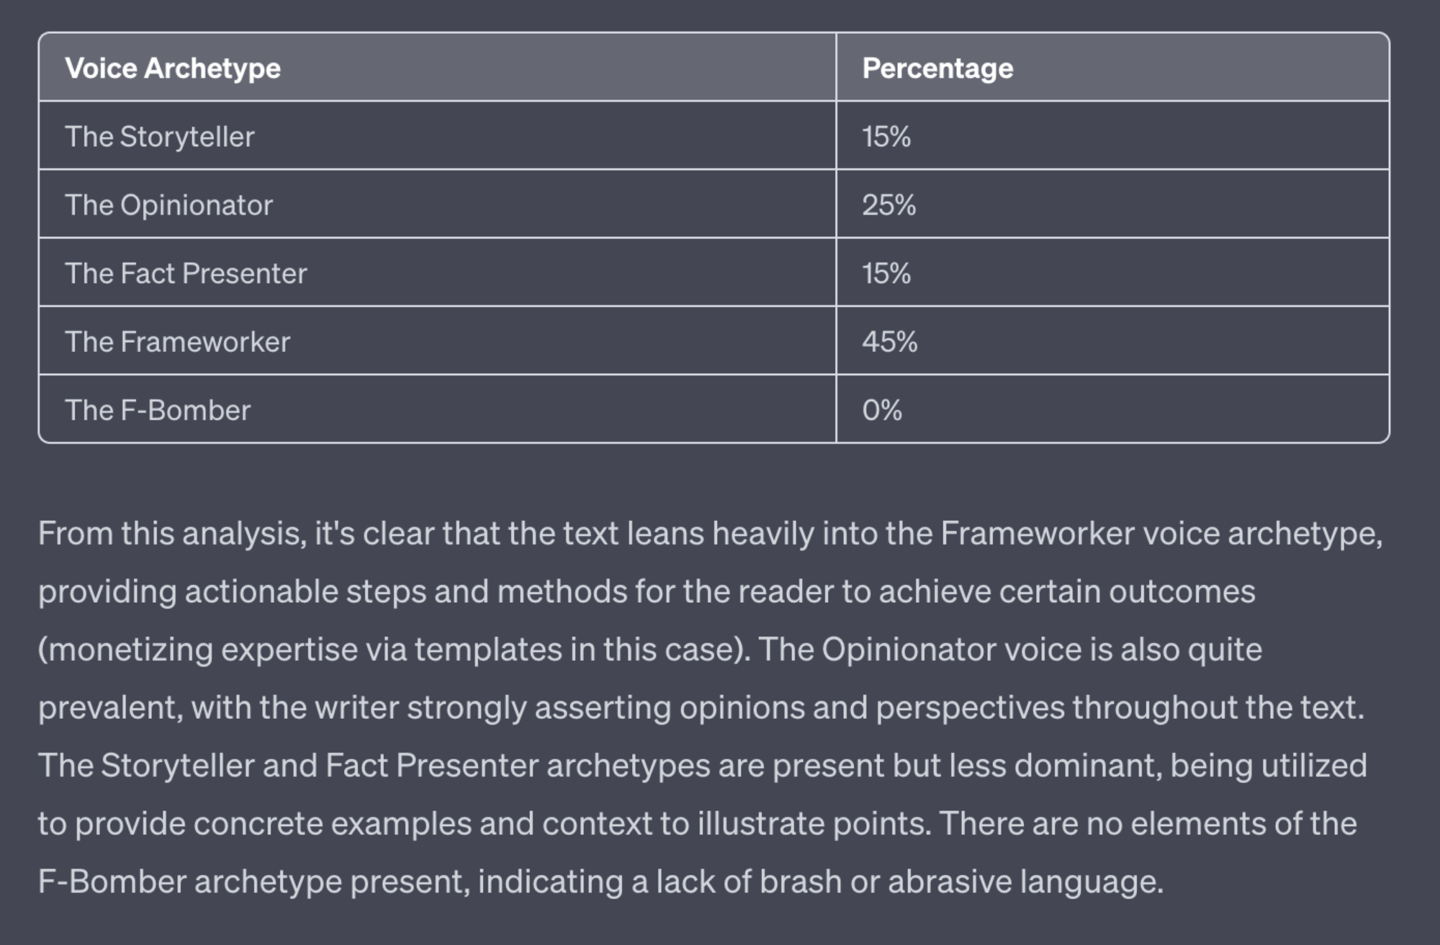 Voice Archetype Percentage
The Storyteller 15%
The Opinionator 25%
The Fact Presenter 15%
The Frameworker 45%
The F-Bomber 0%
From this analysis, it's clear that the text leans heavily into the Frameworker voice archetype,
providing actionable steps and methods for the reader to achieve certain outcomes
(monetizing expertise via templates in this case). The Opinionator voice is also quite
prevalent, with the writer strongly asserting opinions and perspectives throughout the text.
The Storyteller and Fact Presenter archetypes are present but less dominant, being utilized
to provide concrete examples and context to illustrate points. There are no elements of the
F-Bomber archetype present, indicating a lack of brash or abrasive language.